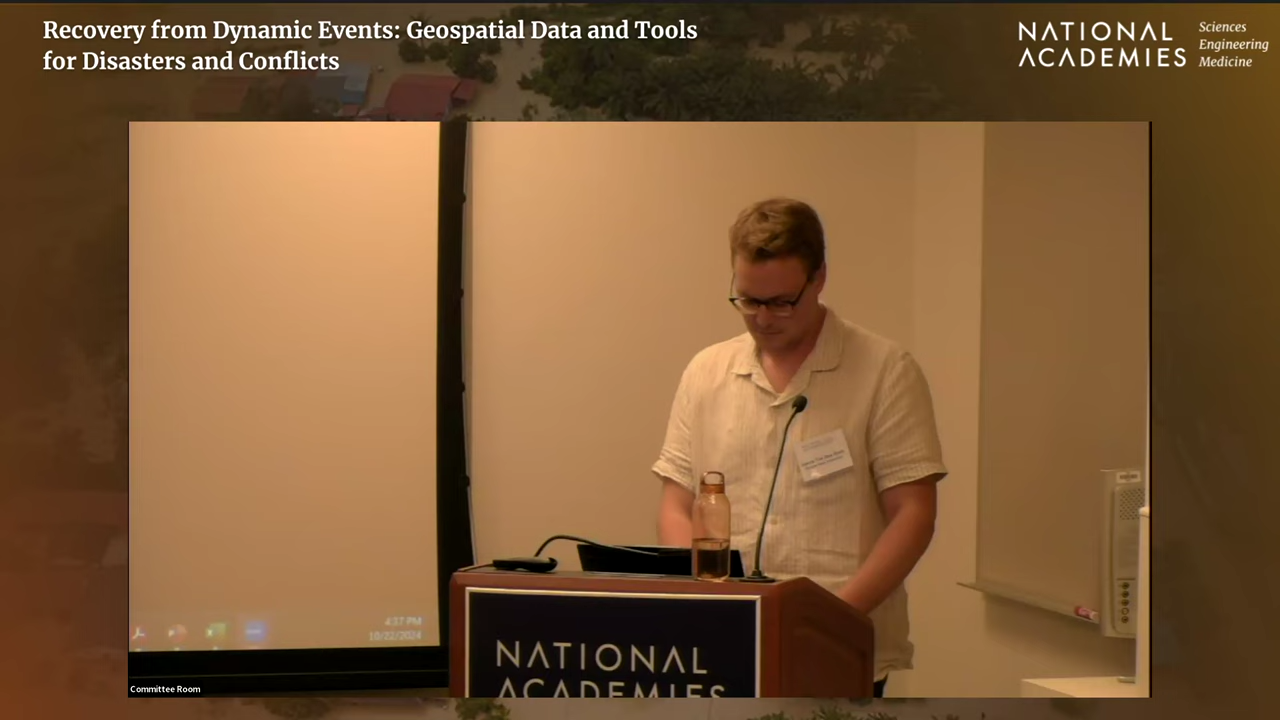 Recovery from Dynamic Events: Geospatial Data and Tools
for Disasters and Conflicts
NATIONAL
ACADEMIES
Sciences
Engineering
Medicine
4:37 PM
10/22/2024
NATIONAL
ACADEMIES
Committee Room